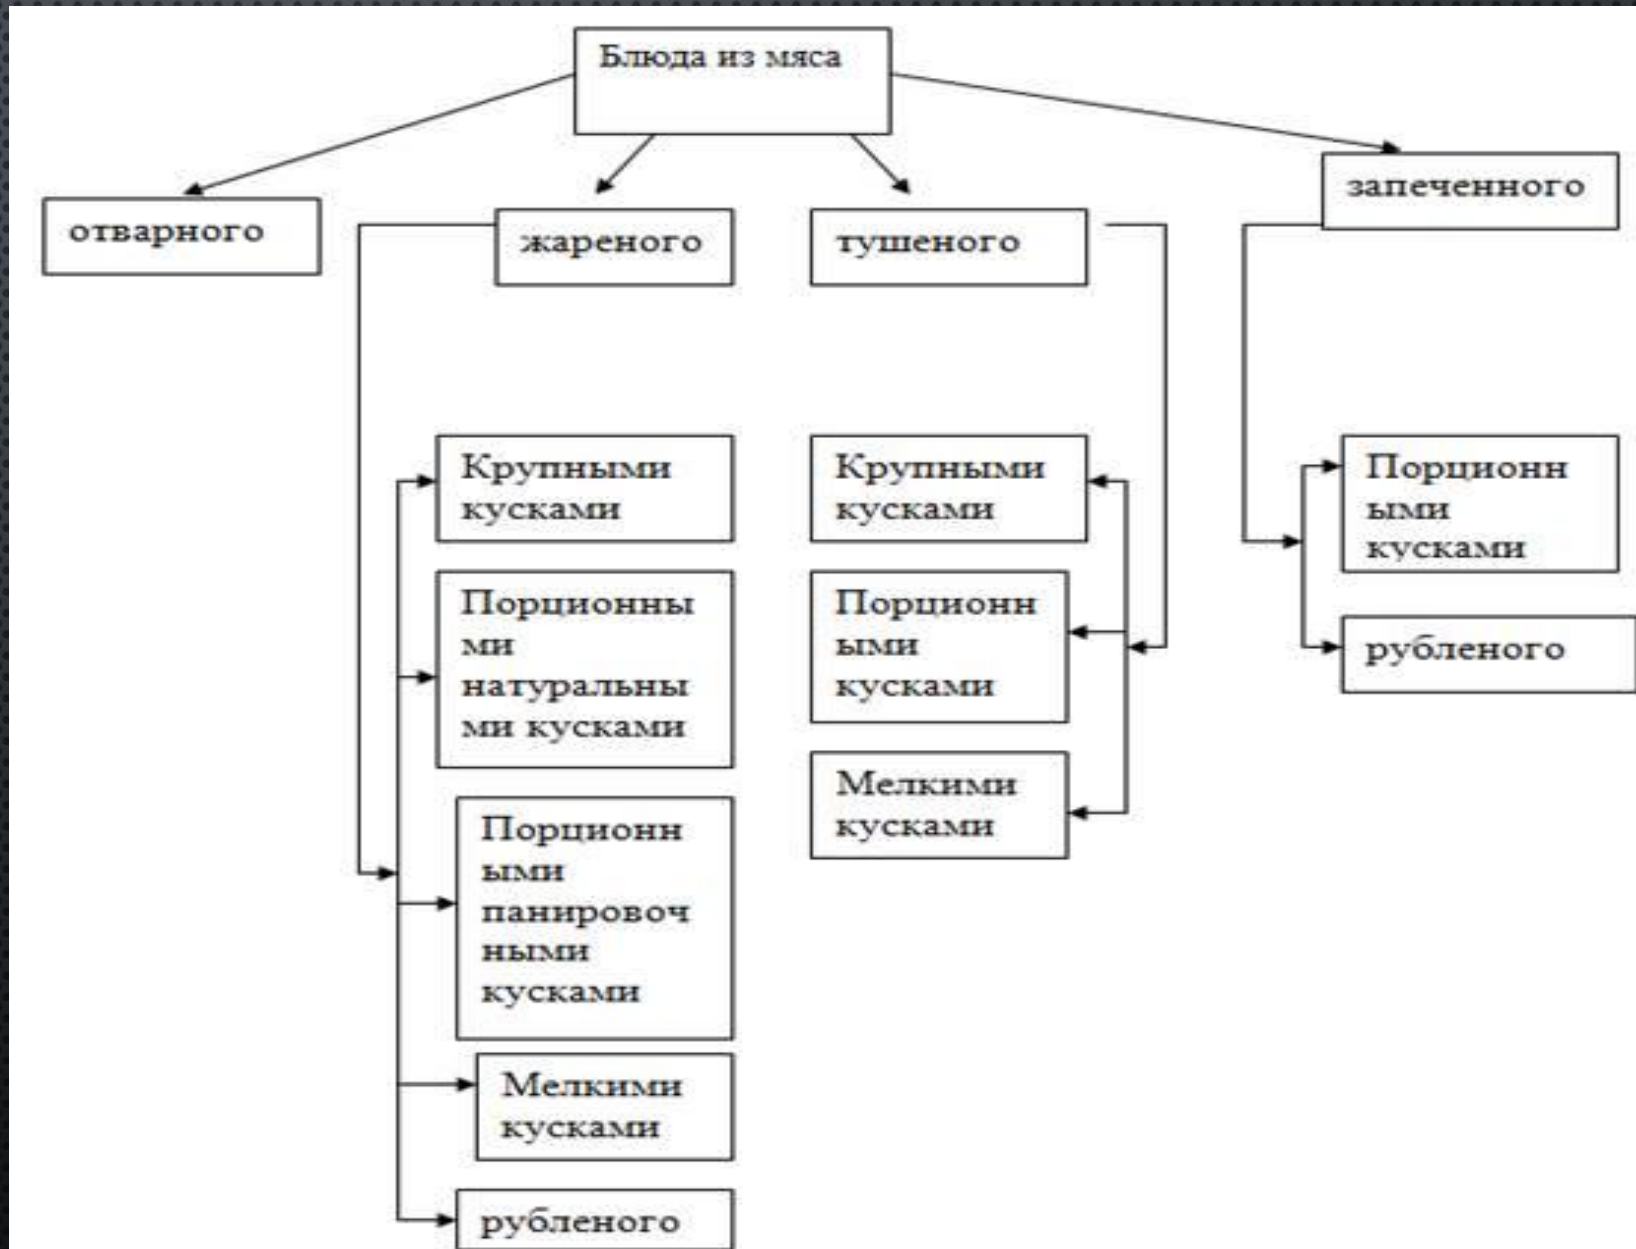 Блюда из мяса
отварного
жареного
тушеного
запеченного
Крупными
кусками
Порционны
ми
натуральны
ми кусками
Порционн
ыми
панировоч
ными
кусками
Мелкими
кусками
рубленого
Крупными
кусками
Порционн
ыми
кусками
Мелкими
кусками
Порционн
ыми
кусками
рубленого